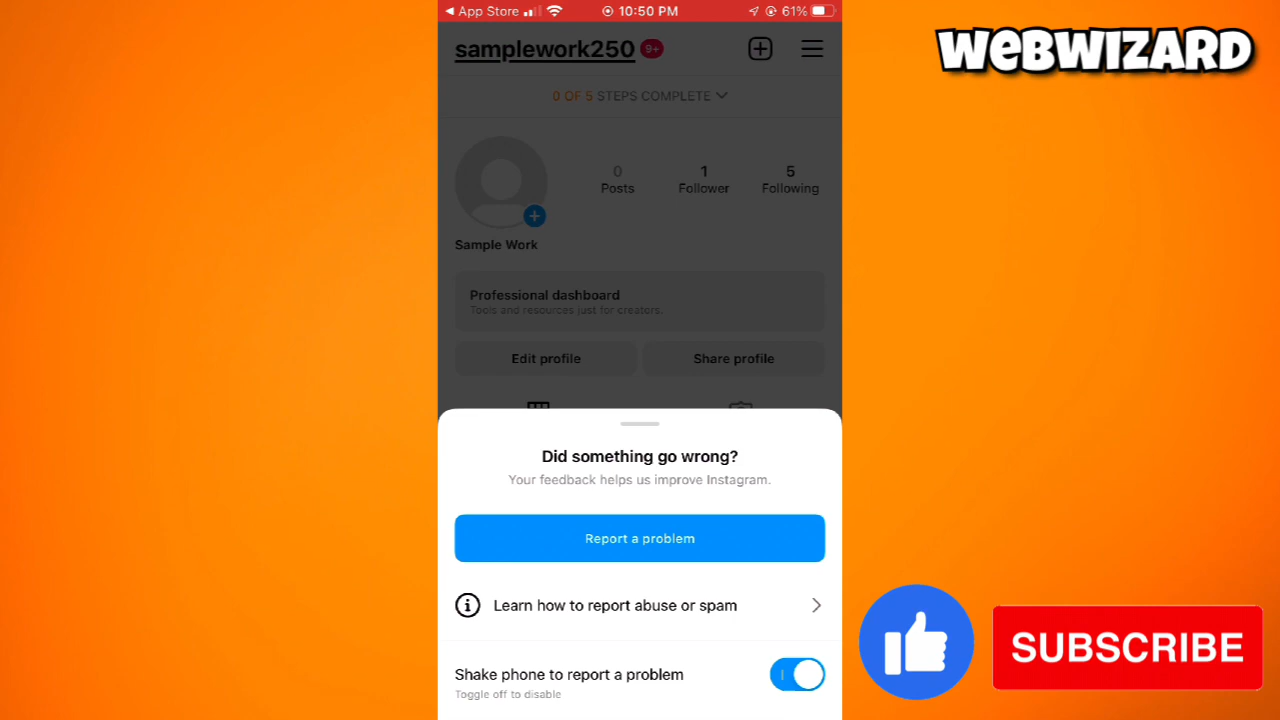 App Store
10:50 PM
61%
WEBWIZARD
samplework250 9+
0 OF 5 STEPS COMPLETE
0 1 5
Posts Follower Following
Sample Work
Professional dashboard
Tools and resources just for creators.
Edit profile Share profile
Did something go wrong?
Your feedback helps us improve Instagram.
Report a problem
Learn how to report abuse or spam
Shake phone to report a problem
Toggle off to disable
SUBSCRIBE